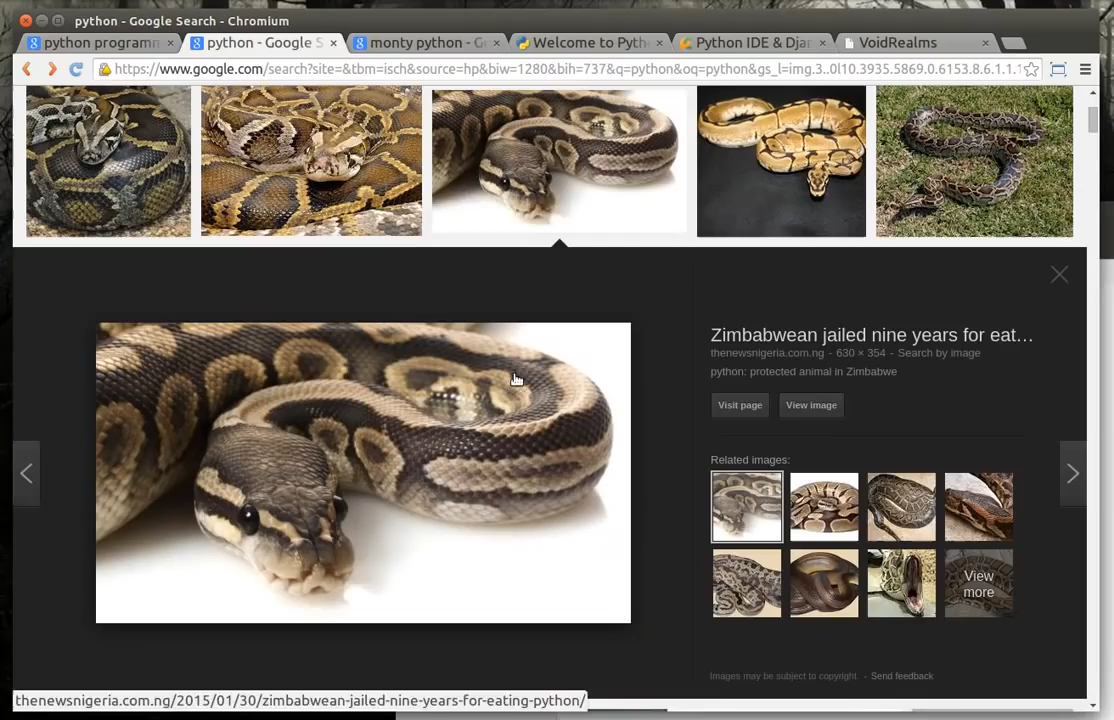 python - Google Search - Chromium
python programm
python - Google S
monty python - G
Welcome to Pyth
Python IDE & Djan
VoidRealms
https://www.google.com/search?site=&tbm=isch&source=hp&biw=1280&bih=737&q=python&oq=python&gs_l=img.3..0l10.3935.5869.0.6153.8.6.1.1.1
Zimbabwean jailed nine years for eat…
thenewsnigeria.com.ng - 630 × 354 - Search by image
python: protected animal in Zimbabwe
Visit page
View image
Related images:
View
more
Images may be subject to copyright. - Send feedback
thenewsnigeria.com.ng/2015/01/30/zimbabwean-jailed-nine-years-for-eating-python/